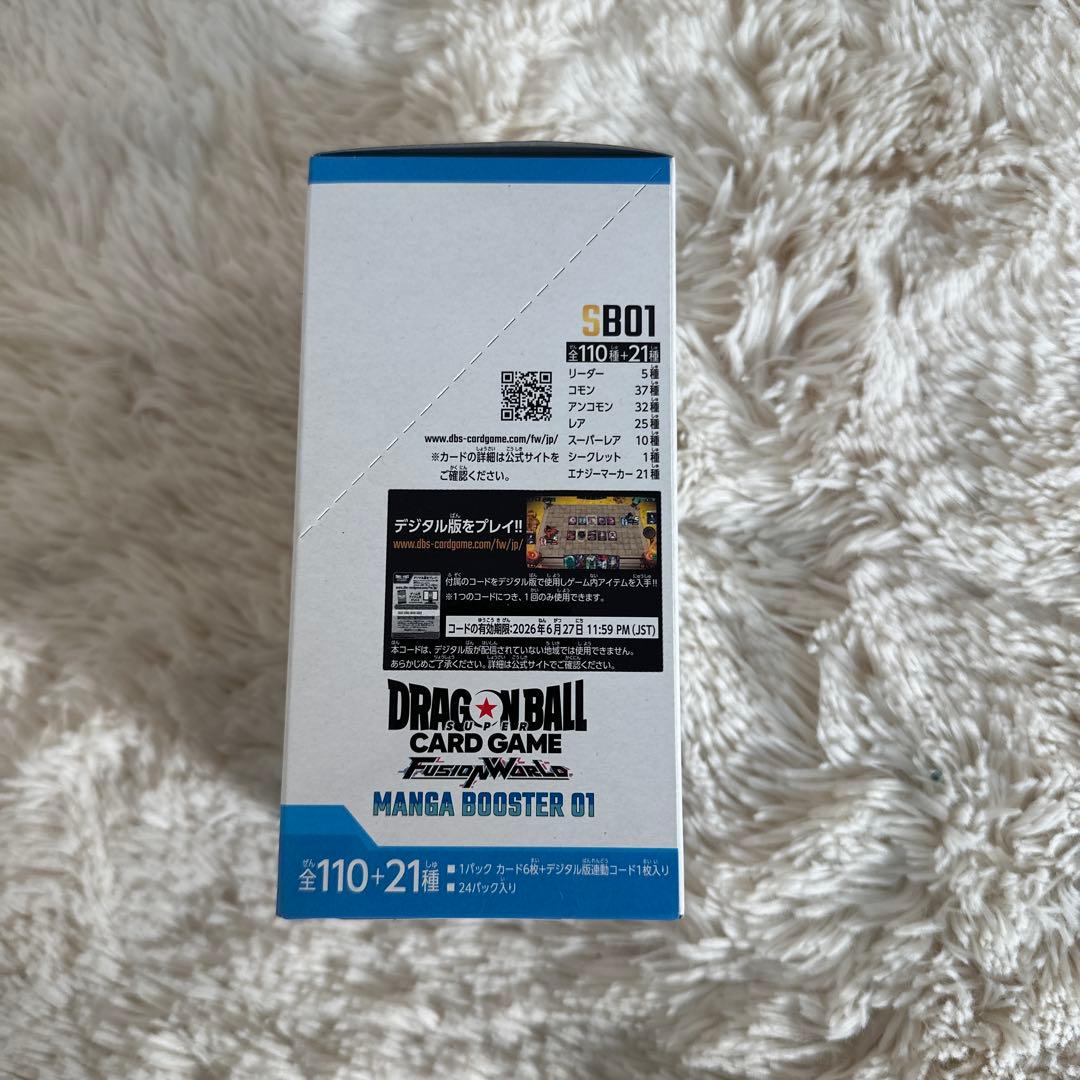 SB01
全110種+21種
リーダー 5種
コモン 37種
アンコモン 32種
レア 25種
スーパーレア 10種
シークレット 1種
エナジーマーカー 21種
www.dbs-cardgame.com/fw/jp/
※カードの詳細は公式サイトを
ご確認ください。
デジタル版をプレイ!!
www.dbs-cardgame.com/fw/jp/
付属のコードをデジタル版で使用しゲーム内アイテムを入手!!
※1つのコードにつき、1回のみ使用できます。
コードの有効期限:2026年6月27日 11:59 PM (JST)
本コードは、デジタル版が配信されていない地域では使用できません。
あらかじめご了承ください。詳細は公式サイトでご確認ください。
DRAGON BALL
SUPER
CARD GAME
FUSION WORLD
MANGA BOOSTER 01
全110+21種
■ 1パック カード6枚+デジタル版連動コード1枚入り
■ 24パック入り